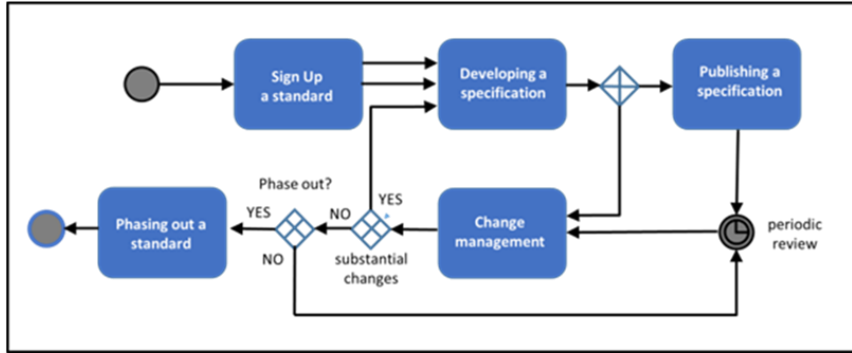 Sign Up
a standard
Developing a
specification
Publishing a
specification
Phase out?
YES
NO
YES
Phasing out a
standard
NO
substantial
changes
Change
management
periodic
review